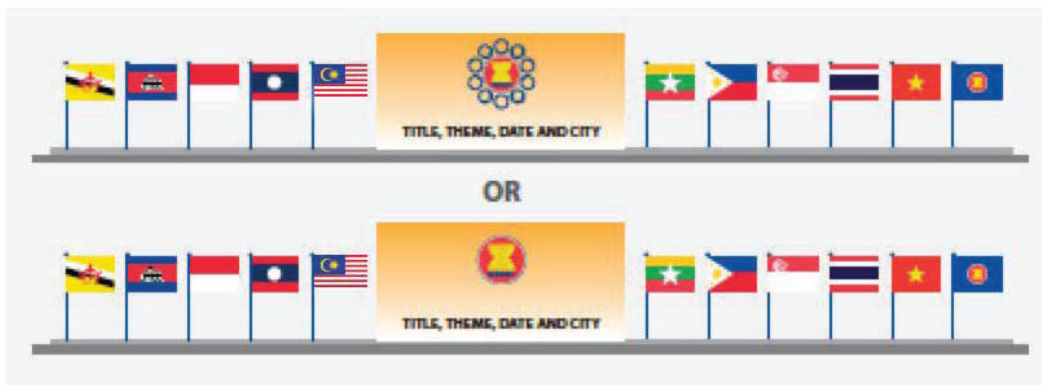 TITLE, THEME, DATE AND CITY
OR
TITLE, THEME, DATE AND CITY